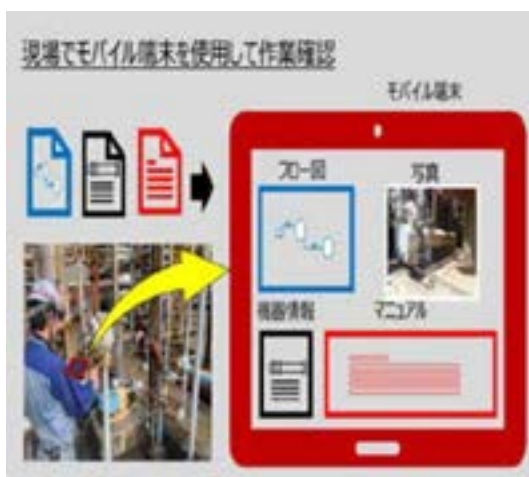 現場でモバイル端末を使用して作業確認
モバイル端末
フロー図
写真
機器情報
マニュアル